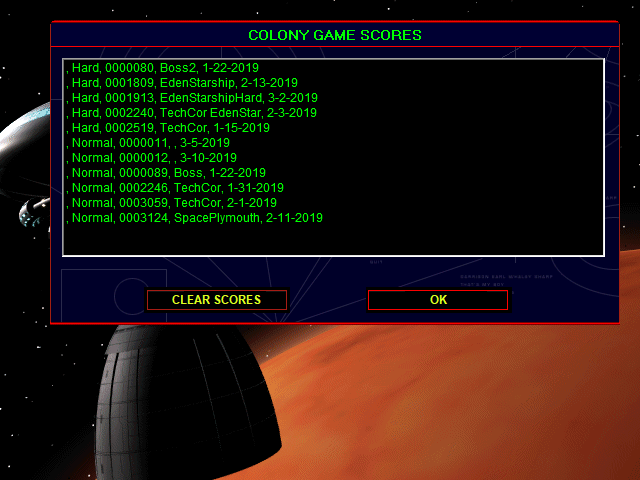 COLONY GAME SCORES
, Hard, 0000080, Boss2, 1-22-2019
, Hard, 0001809, EdenStarship, 2-13-2019
, Hard, 0001913, EdenStarshipHard, 3-2-2019
, Hard, 0002240, TechCor EdenStar, 2-3-2019
, Hard, 0002519, TechCor, 1-15-2019
, Normal, 0000011, , 3-5-2019
, Normal, 0000012, , 3-10-2019
, Normal, 0000089, Boss, 1-22-2019
, Normal, 0002246, TechCor, 1-31-2019
, Normal, 0003059, TechCor, 2-1-2019
, Normal, 0003124, SpacePlymouth, 2-11-2019
CLEAR SCORES
OK